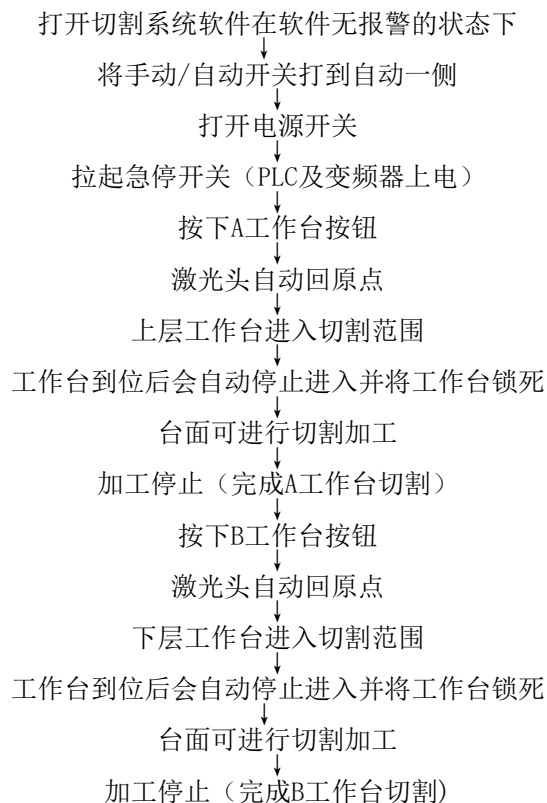 打开切割系统软件在软件无报警的状态下
将手动/自动开关打到自动一侧
打开电源开关
拉起急停开关（PLC及变频器上电）
按下A工作台按钮
激光头自动回原点
上层工作台进入切割范围
工作台到位后会自动停止进入并将工作台锁死
台面可进行切割加工
加工停止（完成A工作台切割）
按下B工作台按钮
激光头自动回原点
下层工作台进入切割范围
工作台到位后会自动停止进入并将工作台锁死
台面可进行切割加工
加工停止（完成B工作台切割)